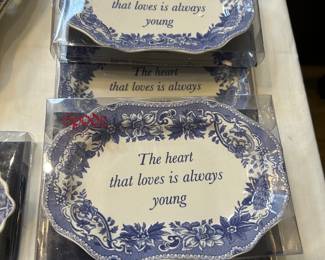 that loves is always
young
The heart
that loves is always
The heart
that loves is always
young